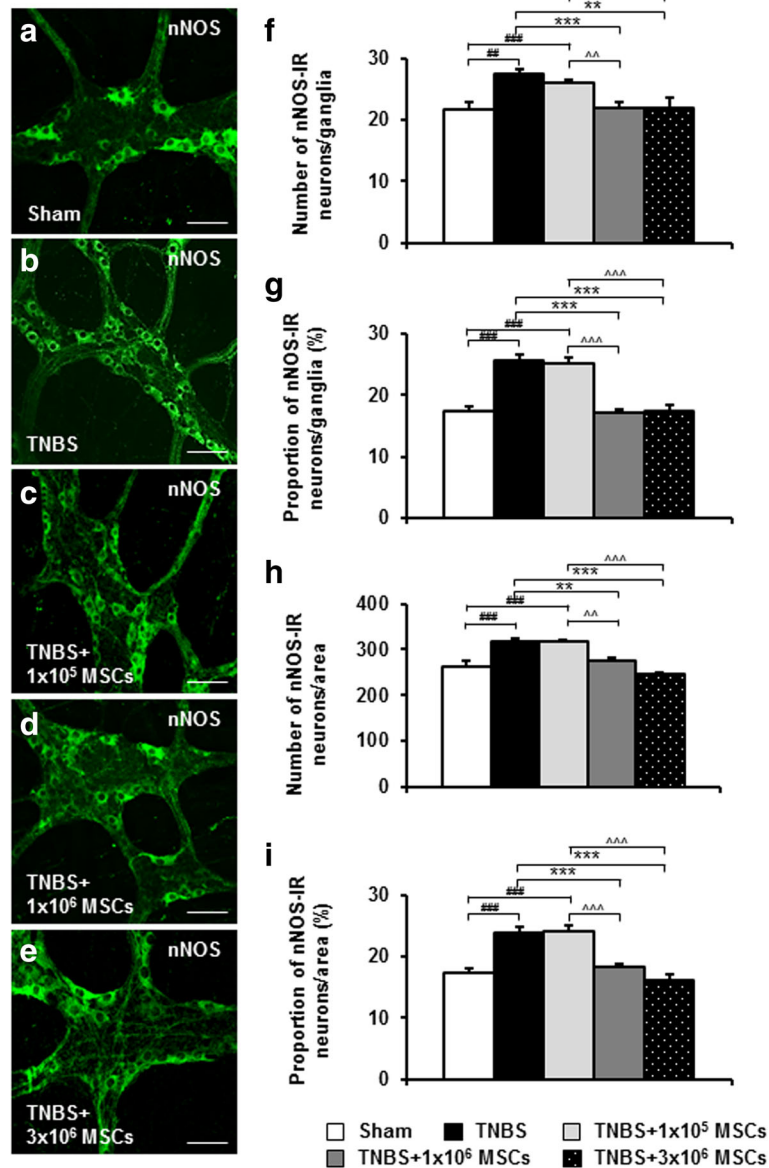 a
nNOS
Sham
b
nNOS
TNBS
c
nNOS
TNBS+
1x10⁵ MSCs
d
nNOS
TNBS+
1x10⁶ MSCs
e
nNOS
TNBS+
3x10⁶ MSCs
f
Number of nNOS-IR
neurons/ganglia
30
20
10
0
**
***
###
##
^^
g
Proportion of nNOS-IR
neurons/ganglia (%)
30
20
10
0
^^^
***
***
###
###
^^^
h
Number of nNOS-IR
neurons/area
400
300
200
100
0
^^^
***
**
###
###
^^
i
Proportion of nNOS-IR
neurons/area (%)
30
20
10
0
^^^
***
***
###
###
^^^
Sham TNBS TNBS+1x10⁵ MSCs
TNBS+1x10⁶ MSCs TNBS+3x10⁶ MSCs